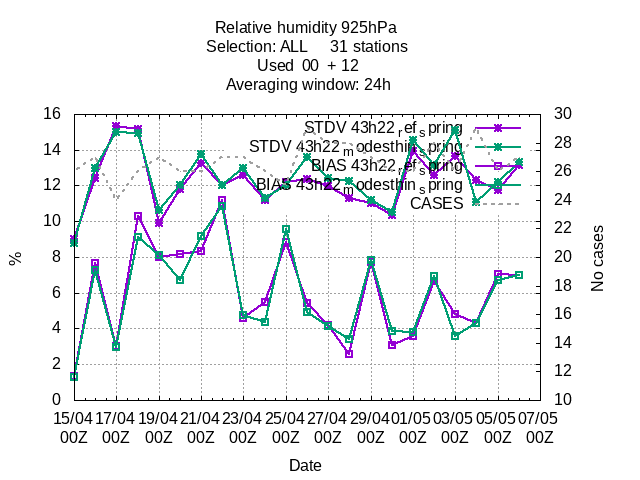 Relative humidity 925hPa
Selection: ALL     31 stations
Used  00  + 12
Averaging window: 24h
16
14
12
10
8
6
4
2
0
%
30
28
26
24
22
20
18
16
14
12
10
No cases
STDV 43h22_ref_spring
STDV 43h22_modesthin_spring
BIAS 43h22_ref_spring
BIAS 43h22_modesthin_spring
CASES
15/04 17/04 19/04 21/04 23/04 25/04 27/04 29/04 01/05 03/05 05/05 07/05
00Z 00Z 00Z 00Z 00Z 00Z 00Z 00Z 00Z 00Z 00Z 00Z
Date